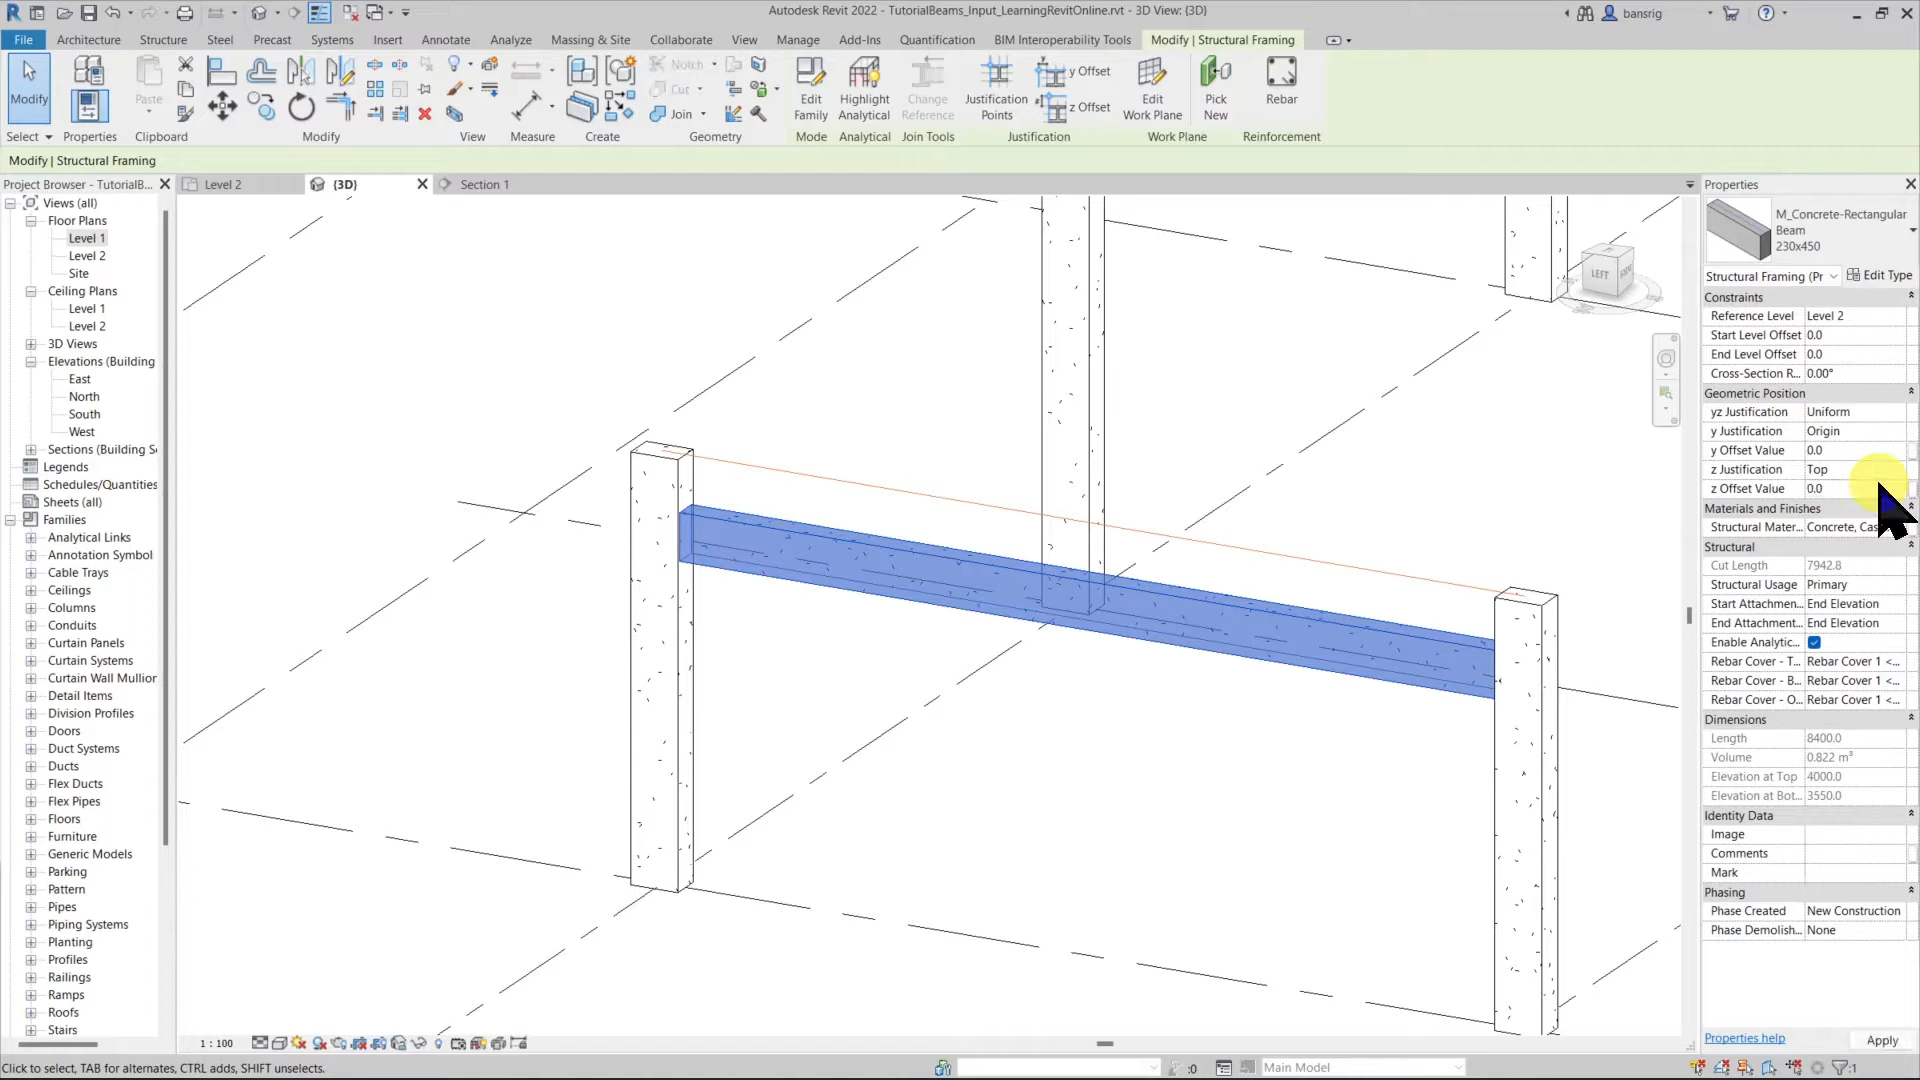 Autodesk Revit 2022 - TutorialBeams_Input_LearningRevitOnline.rvt - 3D View: {3D}
bansrig
File Architecture Structure Steel Precast Systems Insert Annotate Analyze Massing & Site Collaborate View Manage Add-Ins Quantification BIM Interoperability Tools Modify | Structural Framing
Modify
Paste
Notch
Cut
Join
Edit Family
Highlight Analytical
Change Reference
Justification Points
y Offset
z Offset
Edit Work Plane
Pick New
Rebar
Select Properties Clipboard Modify View Measure Create Geometry Mode Analytical Join Tools Justification Work Plane Reinforcement
Modify | Structural Framing
Project Browser - TutorialB...
Level 2
{3D}
Section 1
Views (all)
Floor Plans
Level 1
Level 2
Site
Ceiling Plans
Level 1
Level 2
3D Views
Elevations (Building
East
North
South
West
Sections (Building Se
Legends
Schedules/Quantities
Sheets (all)
Families
Analytical Links
Annotation Symbol
Cable Trays
Ceilings
Columns
Conduits
Curtain Panels
Curtain Systems
Curtain Wall Mullion
Detail Items
Division Profiles
Doors
Duct Systems
Ducts
Flex Ducts
Flex Pipes
Floors
Furniture
Generic Models
Parking
Pattern
Pipes
Piping Systems
Planting
Profiles
Railings
Ramps
Roofs
Stairs
LEFT
Properties
M_Concrete-Rectangular
Beam
230x450
Structural Framing (Pr
Edit Type
Constraints
Reference Level Level 2
Start Level Offset 0.0
End Level Offset 0.0
Cross-Section R... 0.00°
Geometric Position
yz Justification Uniform
y Justification Origin
y Offset Value 0.0
z Justification Top
z Offset Value 0.0
Materials and Finishes
Structural Mater... Concrete, Cas
Structural
Cut Length 7942.8
Structural Usage Primary
Start Attachmen... End Elevation
End Attachmen... End Elevation
Enable Analytic...
Rebar Cover - T... Rebar Cover 1 <...
Rebar Cover - B... Rebar Cover 1 <...
Rebar Cover - O... Rebar Cover 1 <...
Dimensions
Length 8400.0
Volume 0.822 m³
Elevation at Top 4000.0
Elevation at Bot... 3550.0
Identity Data
Image
Comments
Mark
Phasing
Phase Created New Construction
Phase Demolish... None
Properties help
Apply
1 : 100
Click to select, TAB for alternates, CTRL adds, SHIFT unselects.
:0
Main Model
:1